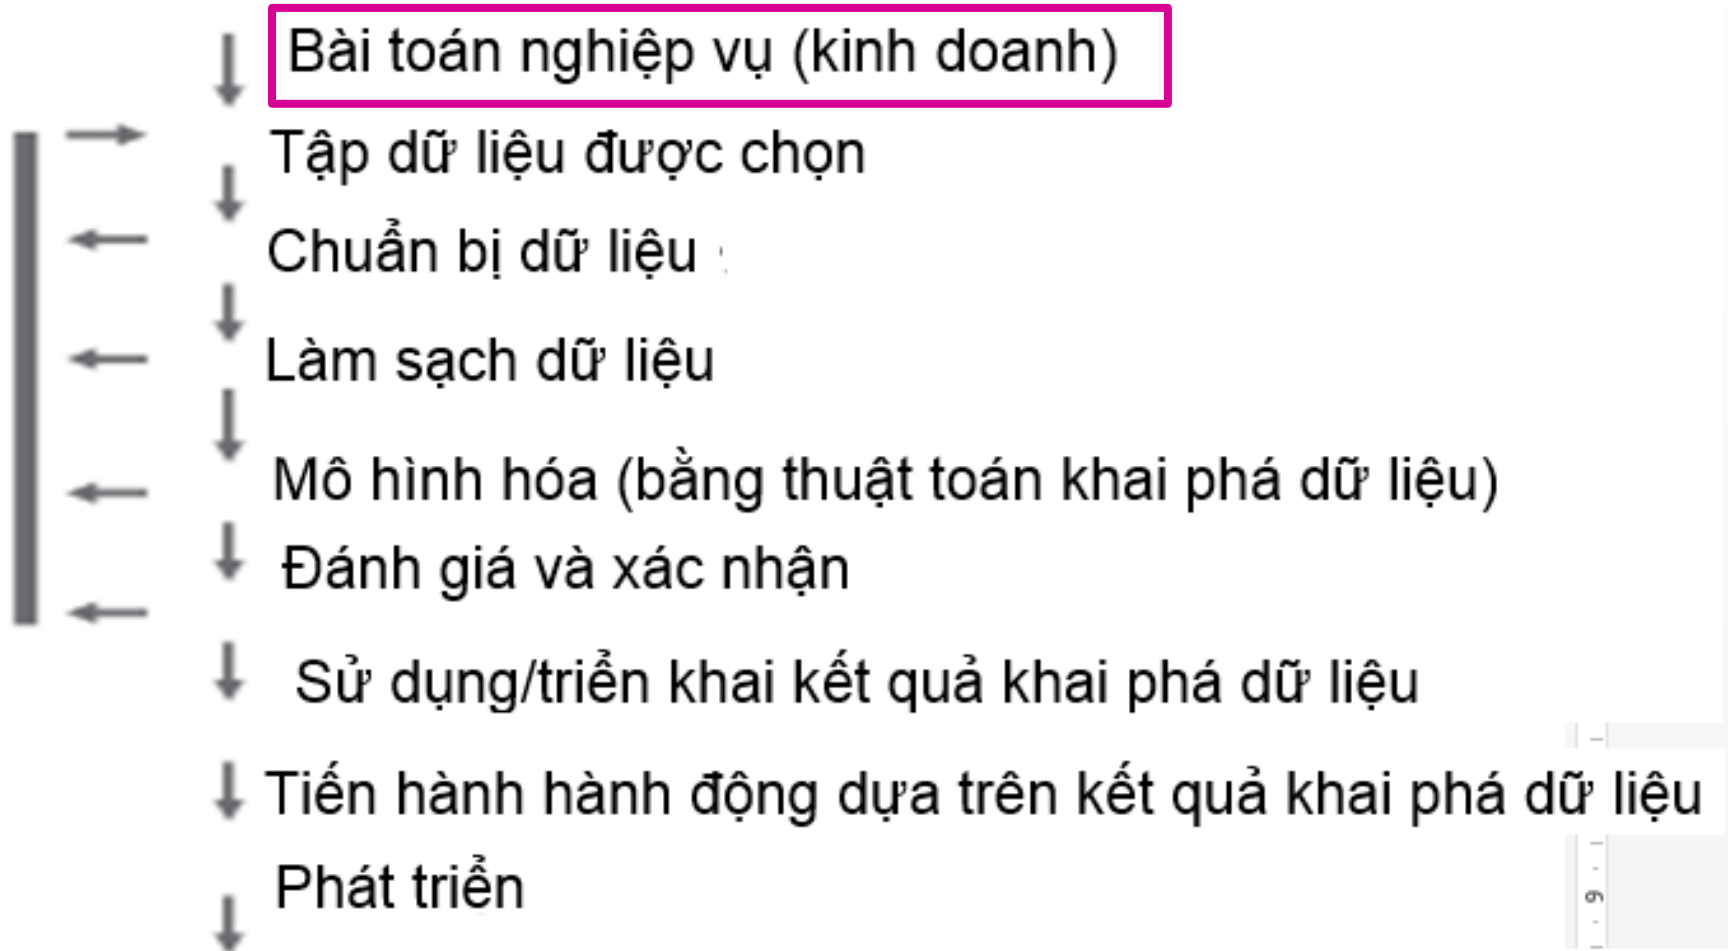 Bài toán nghiệp vụ (kinh doanh)
Tập dữ liệu được chọn
Chuẩn bị dữ liệu
Làm sạch dữ liệu
Mô hình hóa (bằng thuật toán khai phá dữ liệu)
Đánh giá và xác nhận
Sử dụng/triển khai kết quả khai phá dữ liệu
Tiến hành hành động dựa trên kết quả khai phá dữ liệu
Phát triển
9